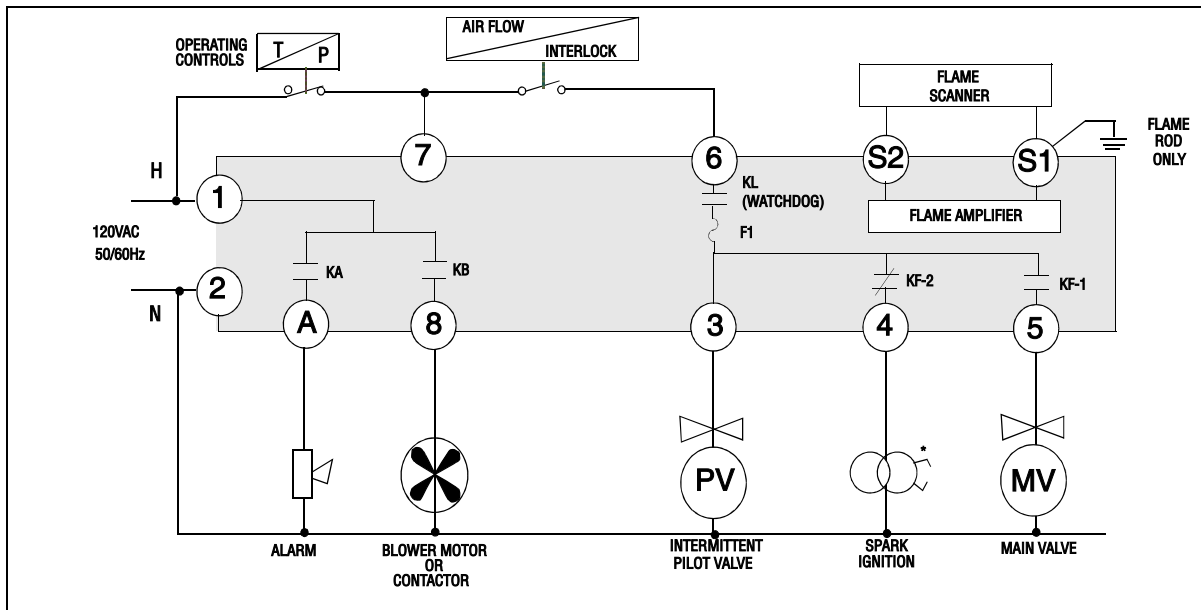 OPERATING
CONTROLS
T
P
AIR FLOW
INTERLOCK
FLAME
SCANNER
FLAME
ROD
ONLY
7
6
S2
S1
H
1
KL
(WATCHDOG)
FLAME AMPLIFIER
F1
120VAC
50/60Hz
KA
KB
KF-2
KF-1
2
N
A
8
3
4
5
*
PV
MV
ALARM
BLOWER MOTOR
OR
CONTACTOR
INTERMITTENT
PILOT VALVE
SPARK
IGNITION
MAIN VALVE